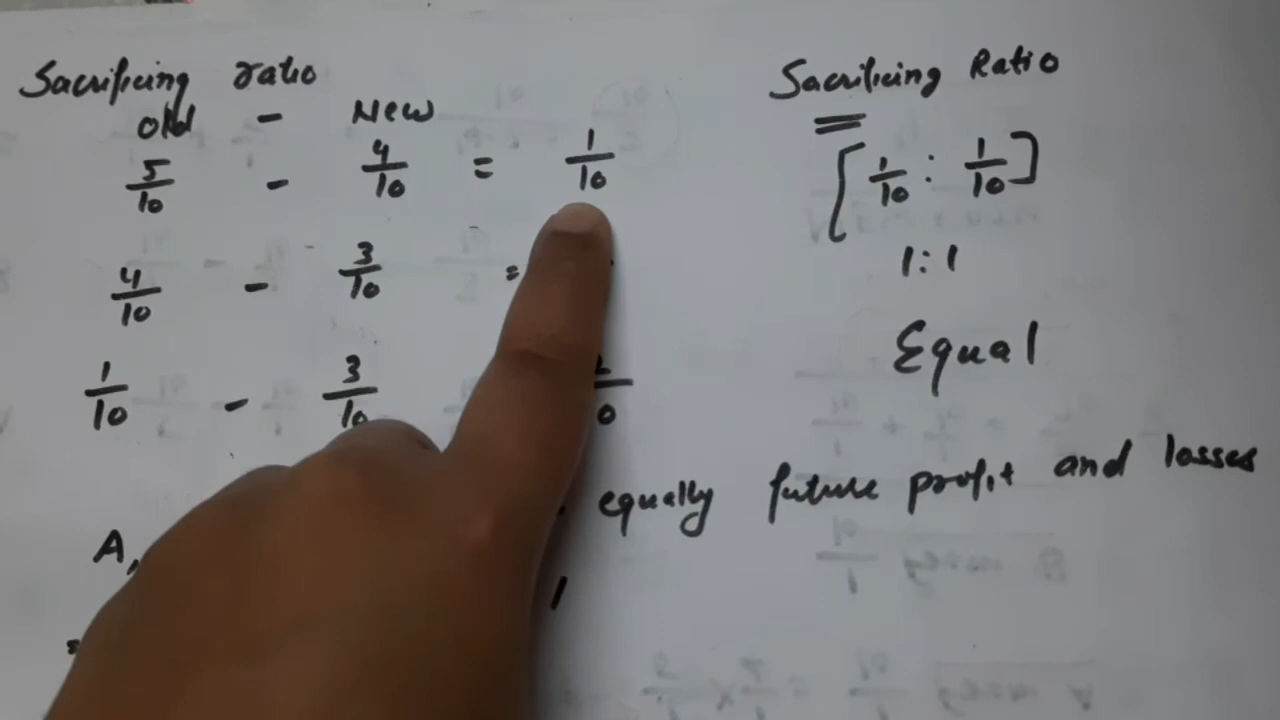 Sacrificing ratio
Old - New
5/10 - 4/10 = 1/10
4/10 - 3/10 =
1/10 - 3/10
A,
equally future profit and losses
Sacrificing Ratio
[1/10 : 1/10]
1:1
Equal